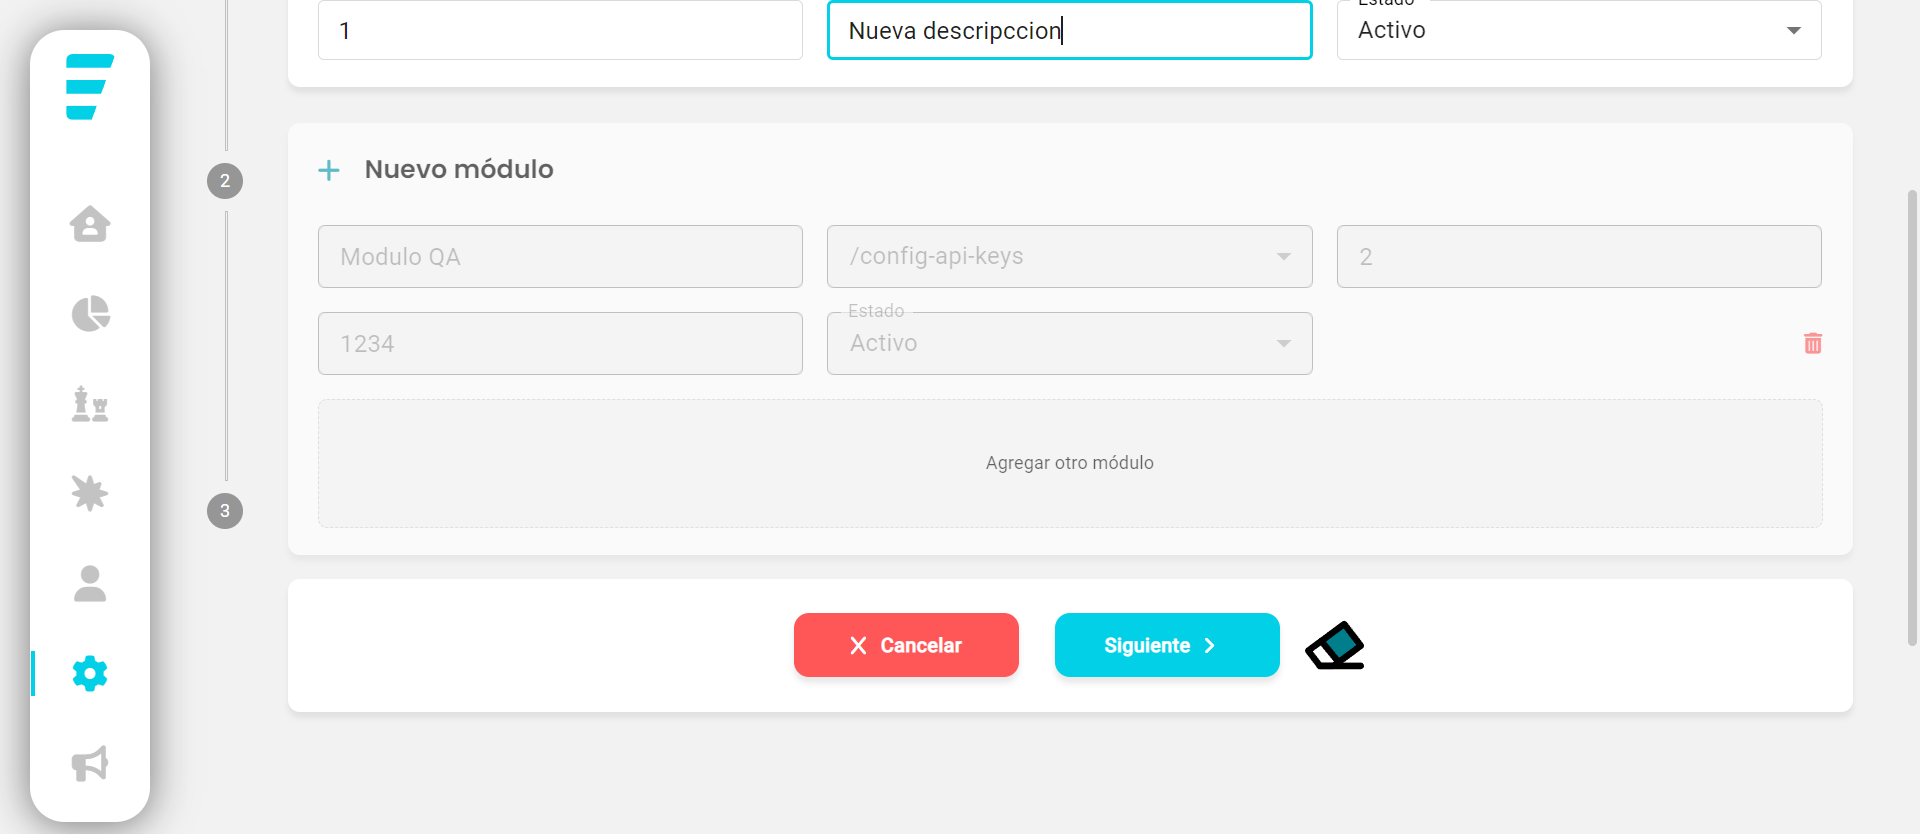 Estado
1
Nueva descripccion
Activo
2
Nuevo módulo
Modulo QA
/config-api-keys
2
Estado
1234
Activo
Agregar otro módulo
3
Cancelar
Siguiente